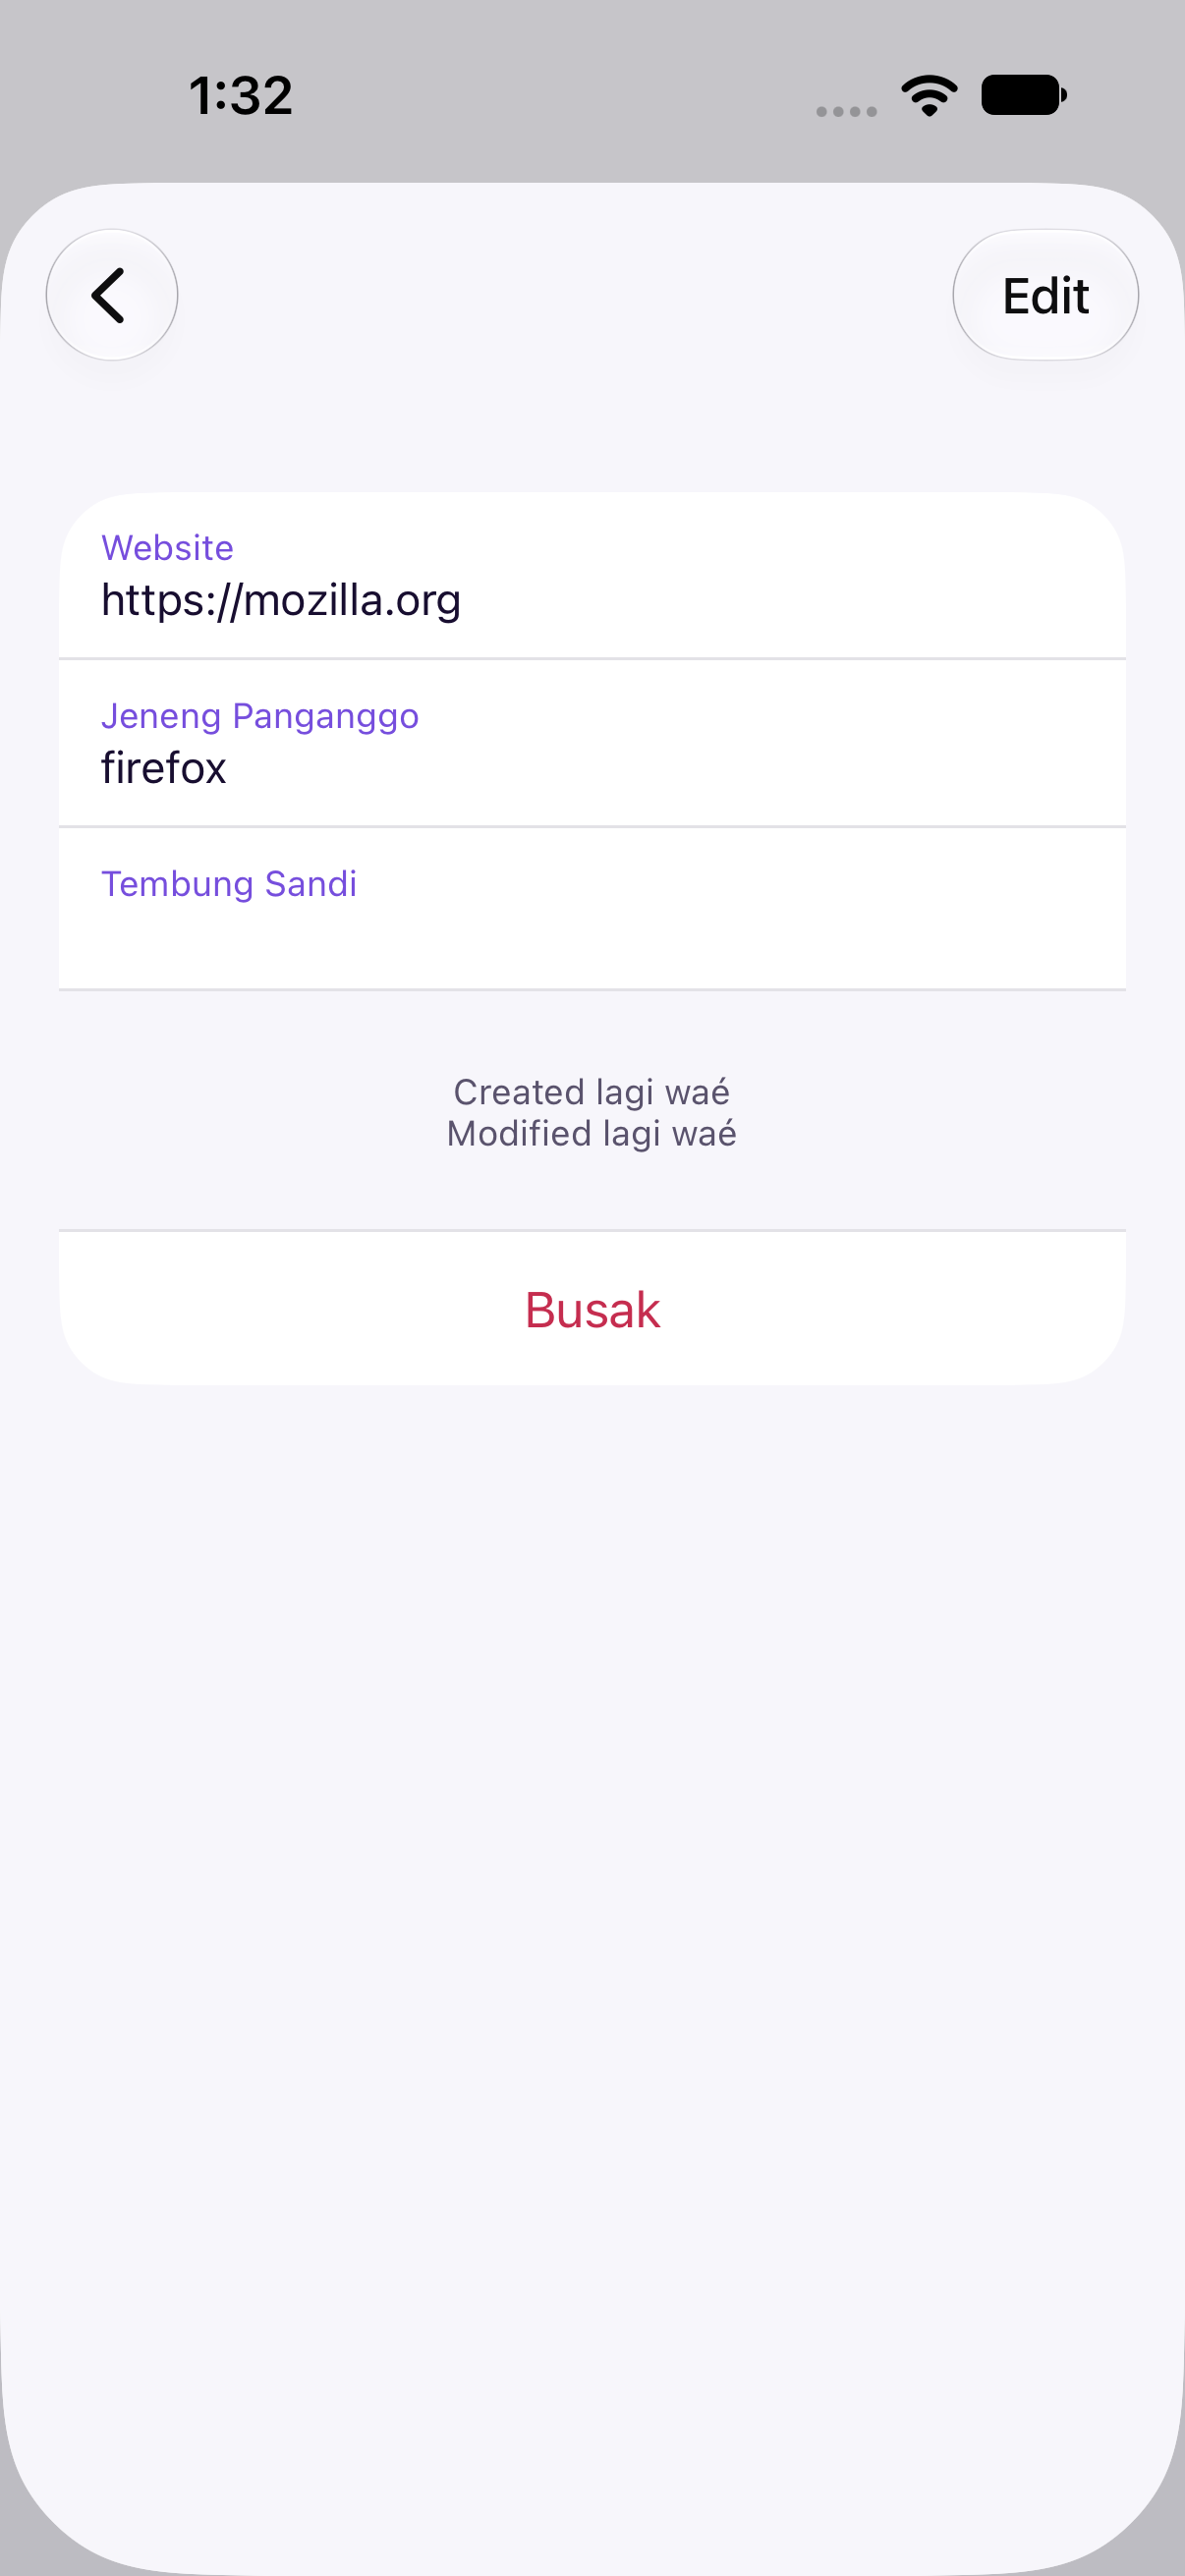 1:32
Edit
Website
https://mozilla.org
Jeneng Panganggo
firefox
Tembung Sandi
Created lagi waé
Modified lagi waé
Busak